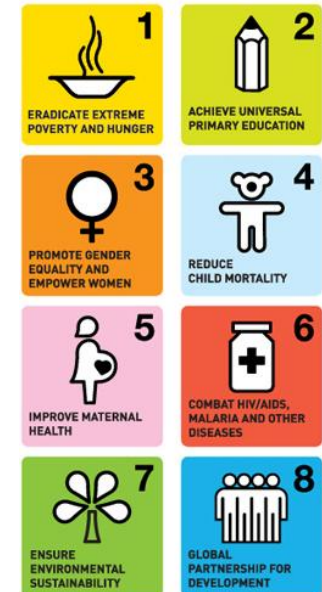 1
ERADICATE EXTREME
POVERTY AND HUNGER
2
ACHIEVE UNIVERSAL
PRIMARY EDUCATION
3
PROMOTE GENDER
EQUALITY AND
EMPOWER WOMEN
4
REDUCE
CHILD MORTALITY
5
IMPROVE MATERNAL
HEALTH
6
COMBAT HIV/AIDS,
MALARIA AND OTHER
DISEASES
7
ENSURE
ENVIRONMENTAL
SUSTAINABILITY
8
GLOBAL
PARTNERSHIP FOR
DEVELOPMENT